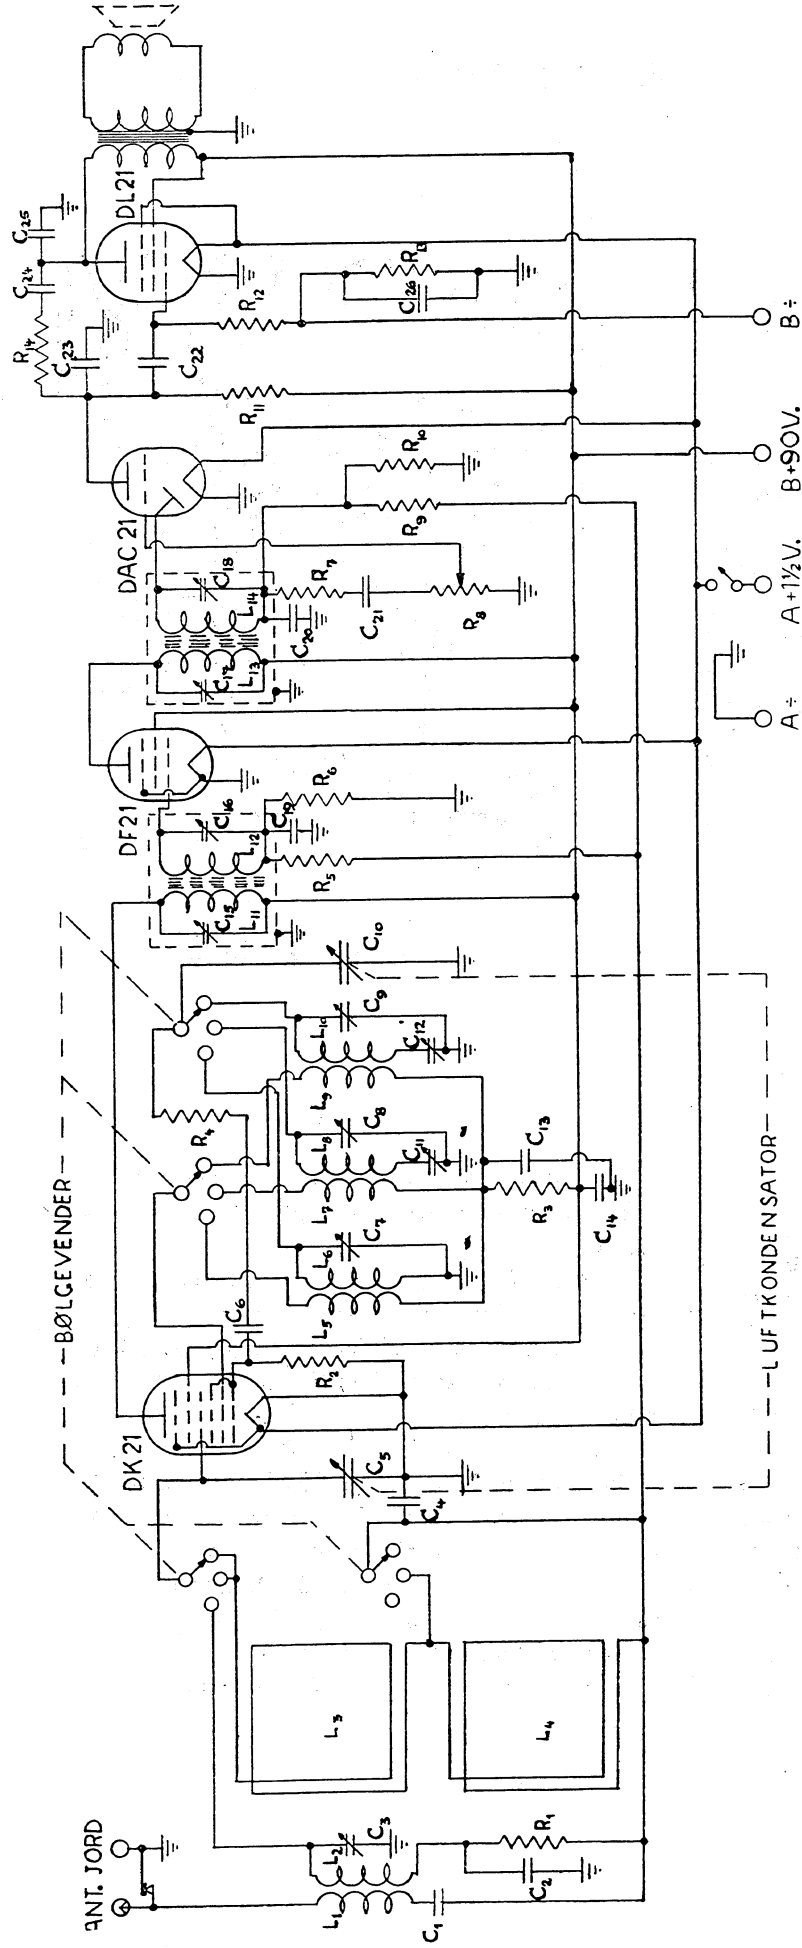 ANT. JORD
L1
L2
C3
C1
C2
R1
L3
L4
BØLGEVENDER
DK21
C5
C4
R2
C6
R4
L5
L6
C7
L7
L8
C8
C11
L9
L10
C9
C12
C10
R3
C13
C14
LUFTKONDENSATOR
DF21
C15
L11
L12
C16
C19
R5
R6
DAC21
C17
L13
L14
C18
C20
R7
C21
R8
R9
R10
DL21
R14
C23
C24
C25
C22
R11
R12
C26
R13
A÷
A+1½V.
B+90V.
B÷